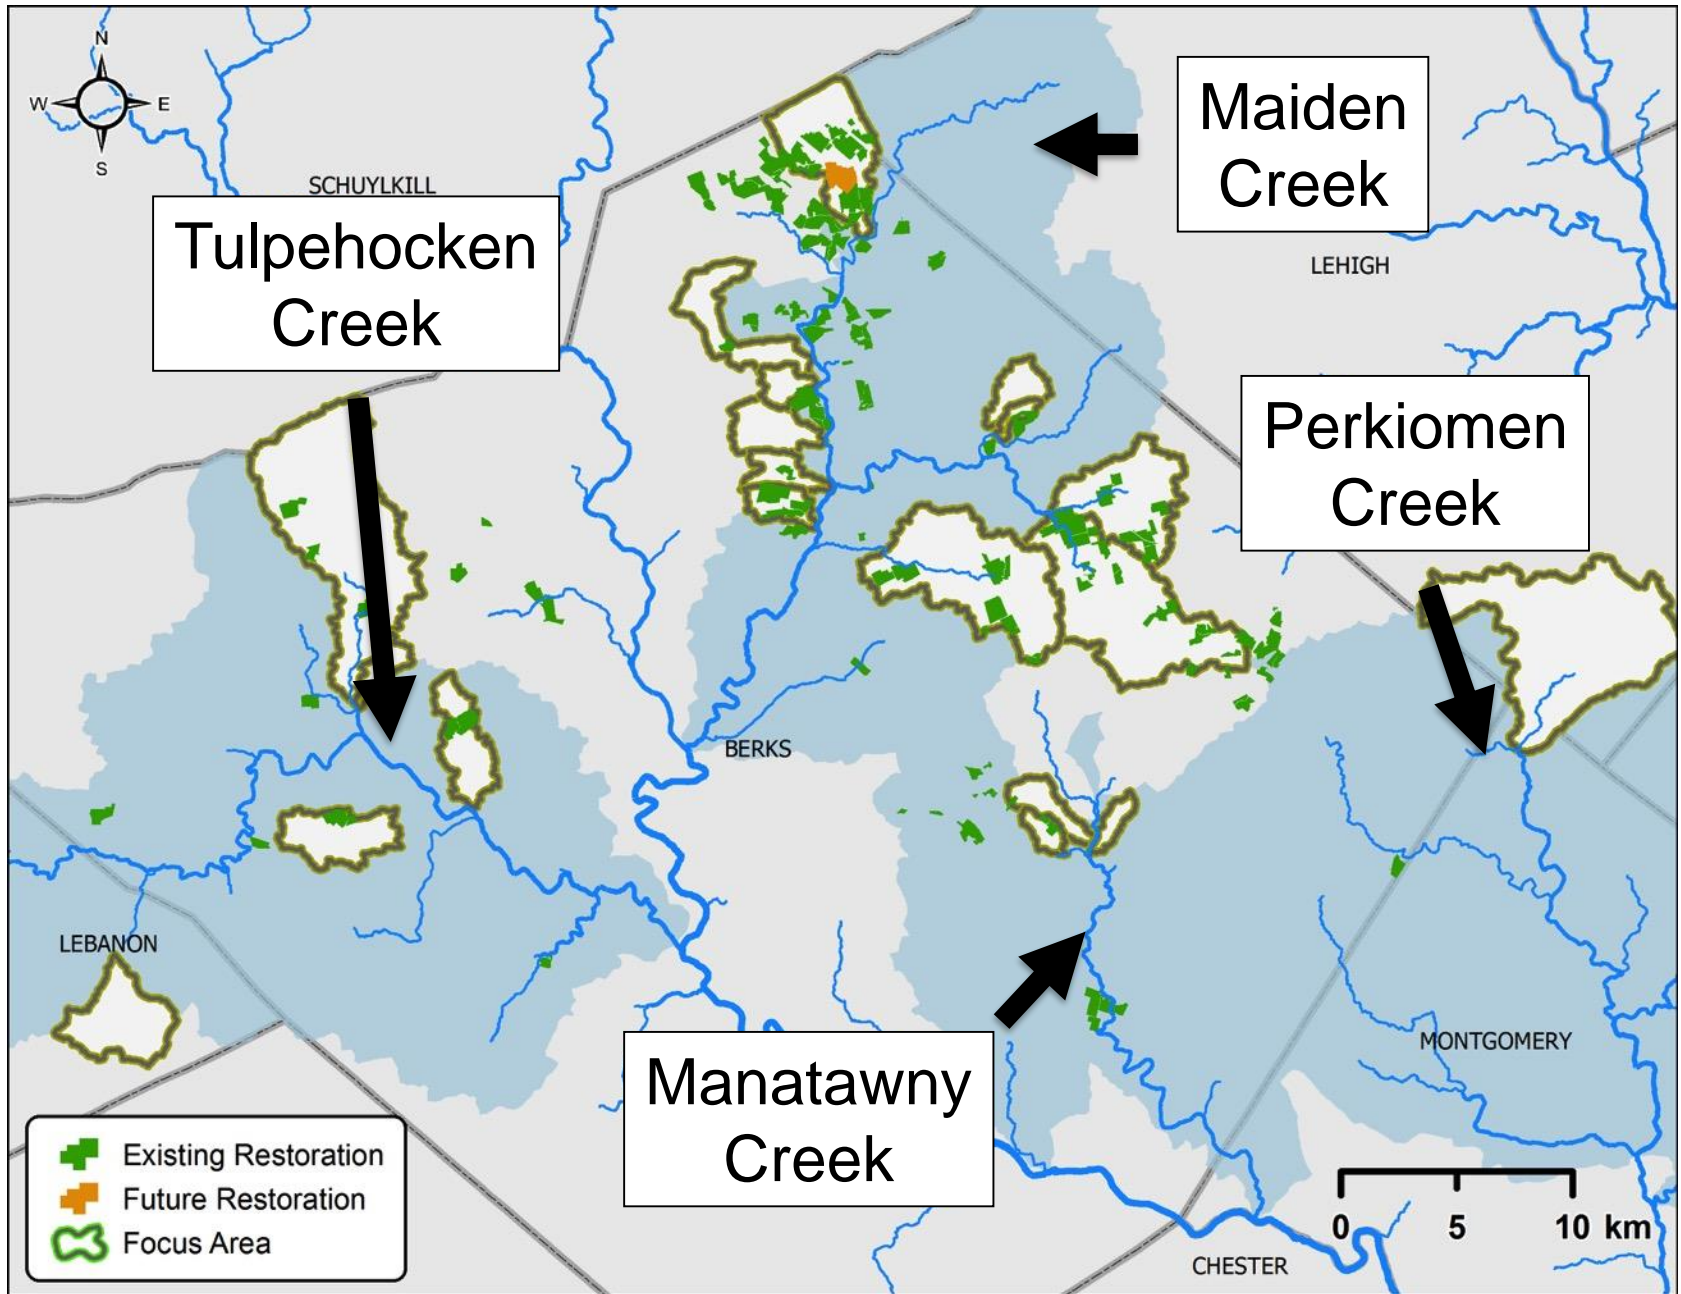 N
W
E
S
SCHUYLKILL
Maiden
Creek
Tulpehocken
Creek
LEHIGH
Perkiomen
Creek
BERKS
LEBANON
MONTGOMERY
Manatawny
Creek
Existing Restoration
Future Restoration
Focus Area
0 5 10 km
CHESTER